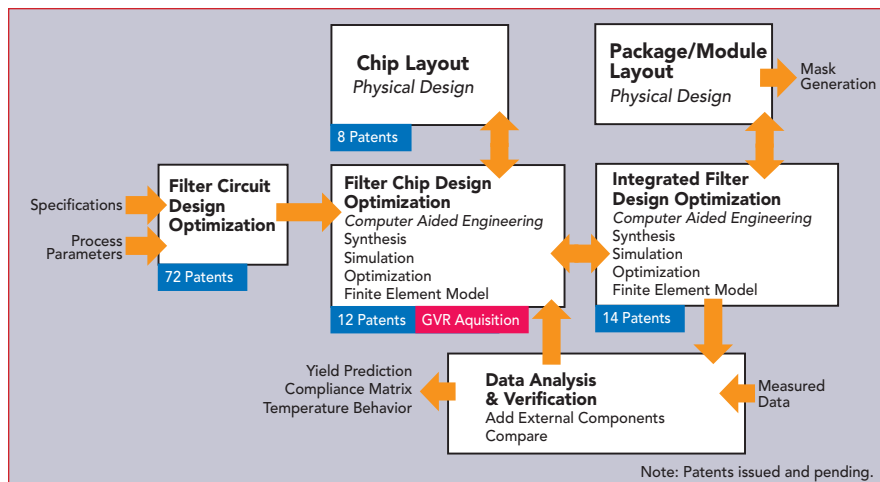 Chip Layout
Physical Design
8 Patents
Package/Module
Layout
Physical Design
Mask
Generation
Specifications
Process
Parameters
Filter Circuit
Design
Optimization
72 Patents
Filter Chip Design
Optimization
Computer Aided Engineering
Synthesis
Simulation
Optimization
Finite Element Model
12 Patents
GVR Aquisition
Integrated Filter
Design Optimization
Computer Aided Engineering
Synthesis
Simulation
Optimization
Finite Element Model
14 Patents
Yield Prediction
Compliance Matrix
Temperature Behavior
Data Analysis
& Verification
Add External Components
Compare
Measured
Data
Note: Patents issued and pending.